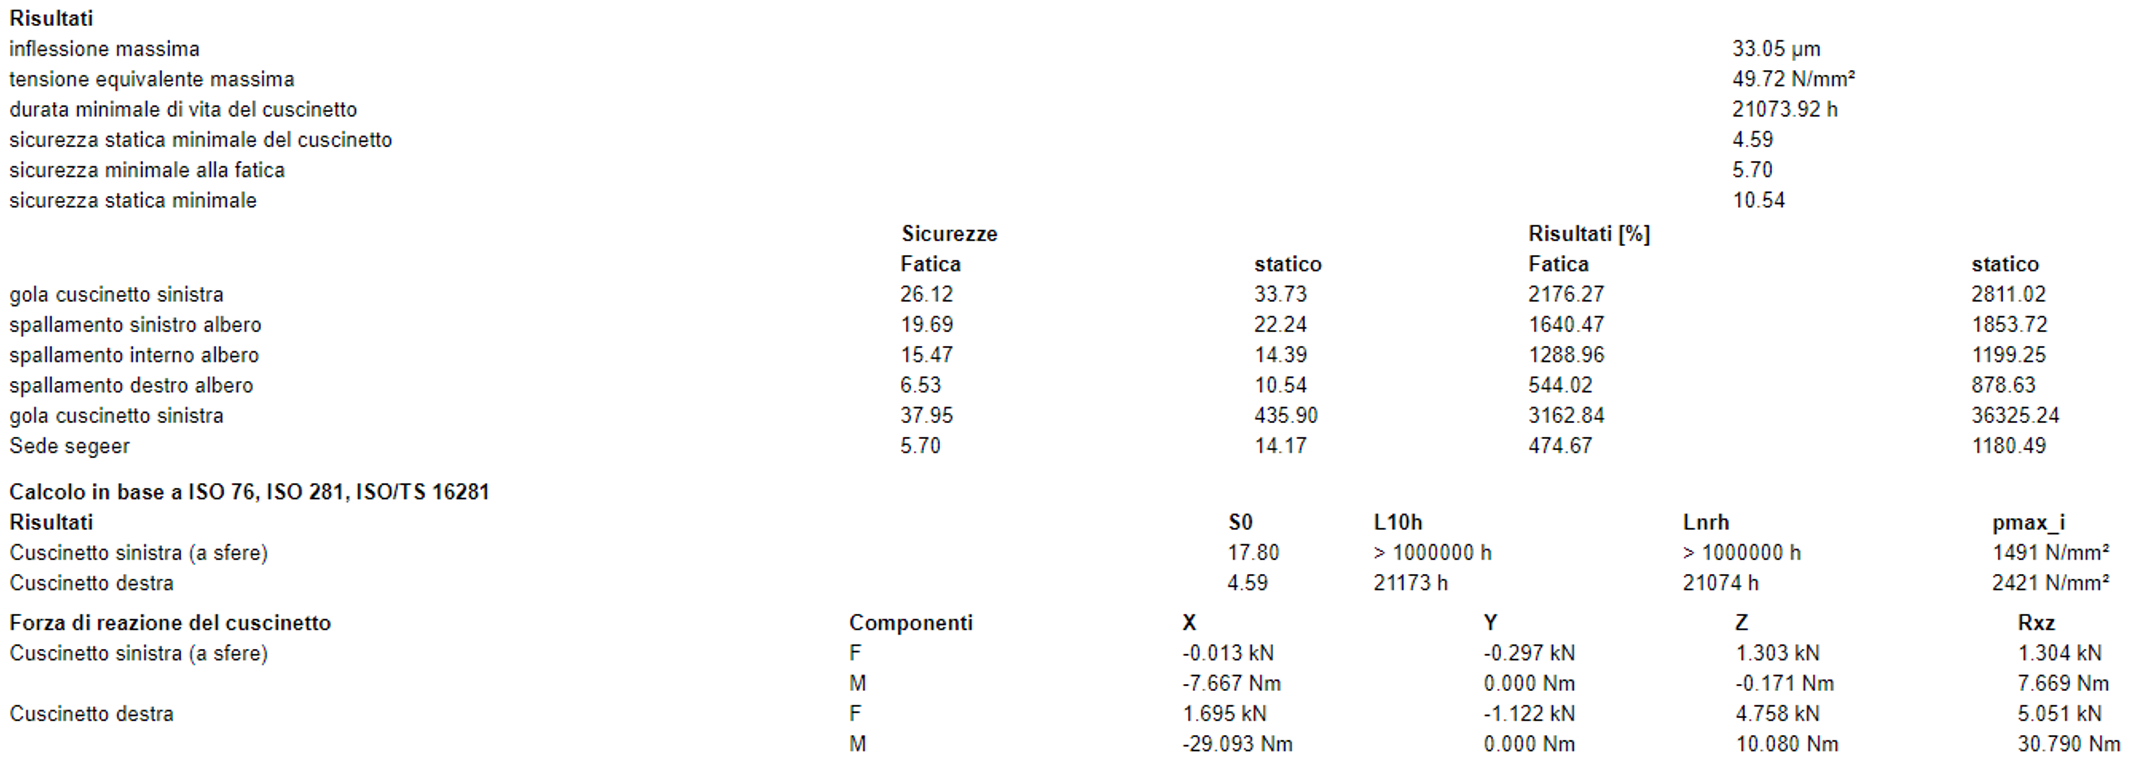 Risultati
inflessione massima 33.05 µm
tensione equivalente massima 49.72 N/mm²
durata minimale di vita del cuscinetto 21073.92 h
sicurezza statica minimale del cuscinetto 4.59
sicurezza minimale alla fatica 5.70
sicurezza statica minimale 10.54
Sicurezze Risultati [%]
Fatica statico Fatica statico
gola cuscinetto sinistra 26.12 33.73 2176.27 2811.02
spallamento sinistro albero 19.69 22.24 1640.47 1853.72
spallamento interno albero 15.47 14.39 1288.96 1199.25
spallamento destro albero 6.53 10.54 544.02 878.63
gola cuscinetto sinistra 37.95 435.90 3162.84 36325.24
Sede segeer 5.70 14.17 474.67 1180.49
Calcolo in base a ISO 76, ISO 281, ISO/TS 16281
Risultati S0 L10h Lnrh pmax_i
Cuscinetto sinistra (a sfere) 17.80 > 1000000 h > 1000000 h 1491 N/mm²
Cuscinetto destra 4.59 21173 h 21074 h 2421 N/mm²
Forza di reazione del cuscinetto Componenti X Y Z Rxz
Cuscinetto sinistra (a sfere) F -0.013 kN -0.297 kN 1.303 kN 1.304 kN
M -7.667 Nm 0.000 Nm -0.171 Nm 7.669 Nm
Cuscinetto destra F 1.695 kN -1.122 kN 4.758 kN 5.051 kN
M -29.093 Nm 0.000 Nm 10.080 Nm 30.790 Nm